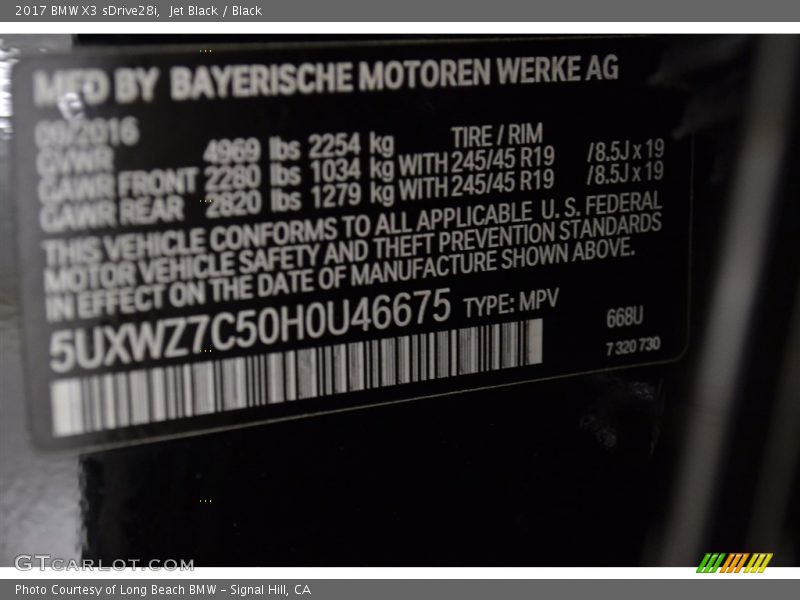 2017 BMW X3 sDrive28i, Jet Black / Black
MFD BY BAYERISCHE MOTOREN WERKE AG
09/2016
GVWR 4969 lbs 2254 kg TIRE / RIM
GAWR FRONT 2280 lbs 1034 kg WITH 245/45 R19 /8.5J x 19
GAWR REAR 2820 lbs 1279 kg WITH 245/45 R19 /8.5J x 19
THIS VEHICLE CONFORMS TO ALL APPLICABLE U. S. FEDERAL
MOTOR VEHICLE SAFETY AND THEFT PREVENTION STANDARDS
IN EFFECT ON THE DATE OF MANUFACTURE SHOWN ABOVE.
5UXWZ7C50H0U46675 TYPE: MPV
668U
7 320 730
GTCARLOT.COM
Photo Courtesy of Long Beach BMW - Signal Hill, CA